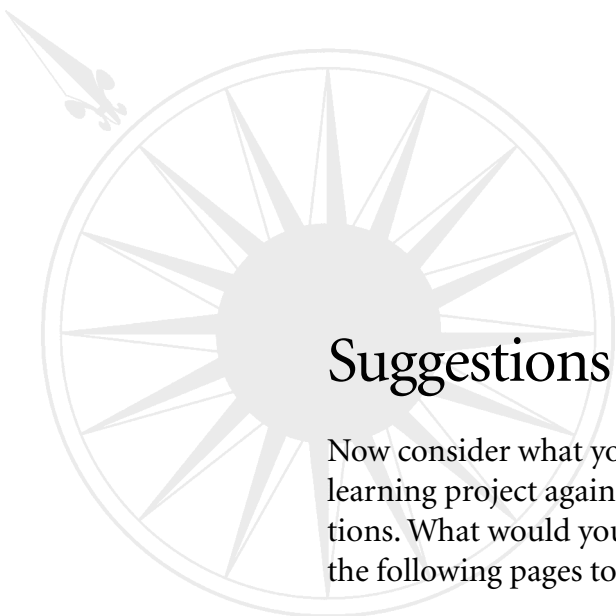 Suggestions
Now consider what yo
learning project again
tions. What would you
the following pages to